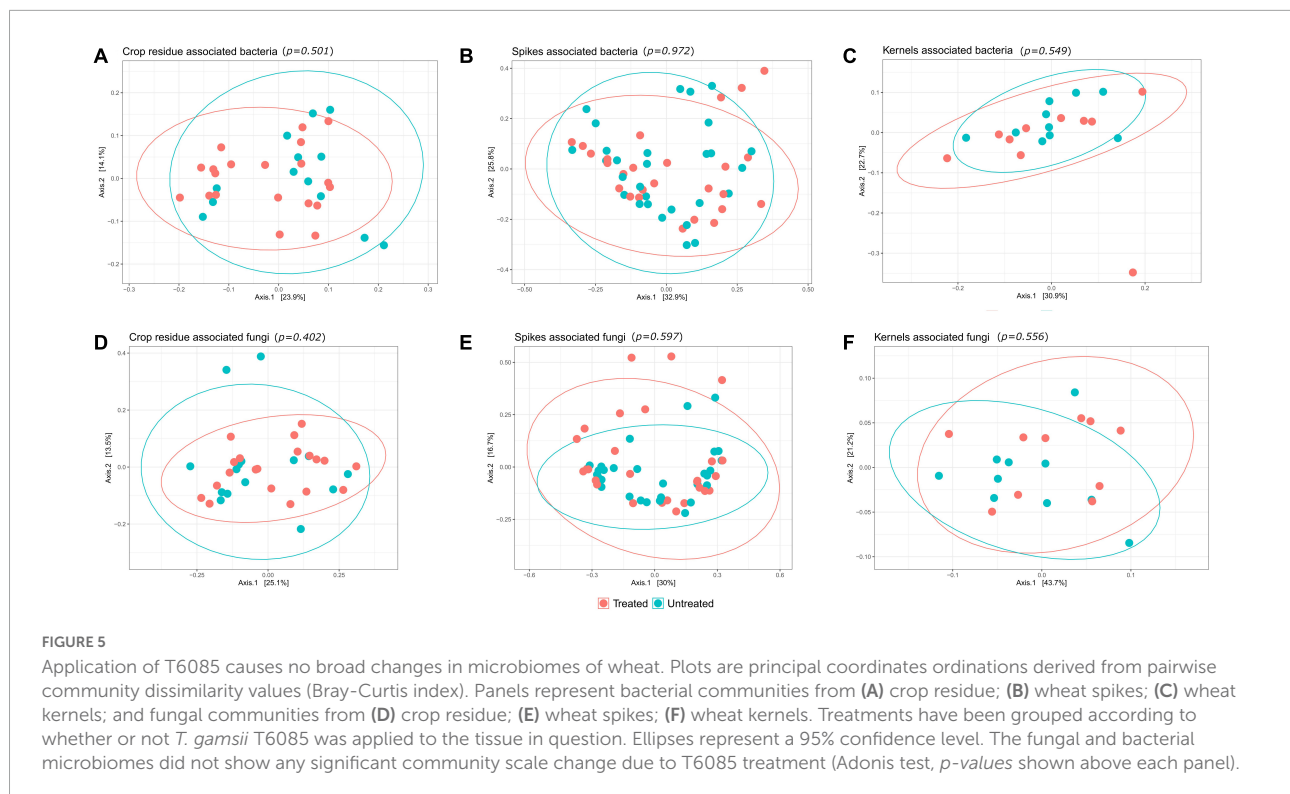 A
Crop residue associated bacteria (p=0.501)
0.2
0.1
0.0
-0.1
-0.2
Axis.2 [14.1%]
-0.3
-0.2
-0.1
0.0
0.1
0.2
0.3
Axis.1 [23.9%]
B
Spikes associated bacteria (p=0.972)
0.4
0.2
0.0
-0.2
-0.4
Axis.2 [25.8%]
-0.50
-0.25
0.00
0.25
0.50
Axis.1 [32.9%]
C
Kernels associated bacteria (p=0.549)
0.1
0.0
-0.1
-0.2
-0.3
Axis.2 [22.7%]
-0.2
0.0
0.2
Axis.1 [30.9%]
D
Crop residue associated fungi (p=0.402)
0.4
0.2
0.0
-0.2
Axis.2 [13.5%]
-0.25
0.00
0.25
Axis.1 [25.1%]
E
Spikes associated fungi (p=0.597)
0.50
0.25
0.00
-0.25
Axis.2 [16.7%]
-0.6
-0.3
0.0
0.3
0.6
Axis.1 [30%]
F
Kernels associated fungi (p=0.556)
0.10
0.05
0.00
-0.05
-0.10
Axis.2 [21.2%]
-0.1
0.0
0.1
Axis.1 [43.7%]
Treated Untreated
FIGURE 5
Application of T6085 causes no broad changes in microbiomes of wheat. Plots are principal coordinates ordinations derived from pairwise
community dissimilarity values (Bray-Curtis index). Panels represent bacterial communities from (A) crop residue; (B) wheat spikes; (C) wheat
kernels; and fungal communities from (D) crop residue; (E) wheat spikes; (F) wheat kernels. Treatments have been grouped according to
whether or not T. gamsii T6085 was applied to the tissue in question. Ellipses represent a 95% confidence level. The fungal and bacterial
microbiomes did not show any significant community scale change due to T6085 treatment (Adonis test, p-values shown above each panel).